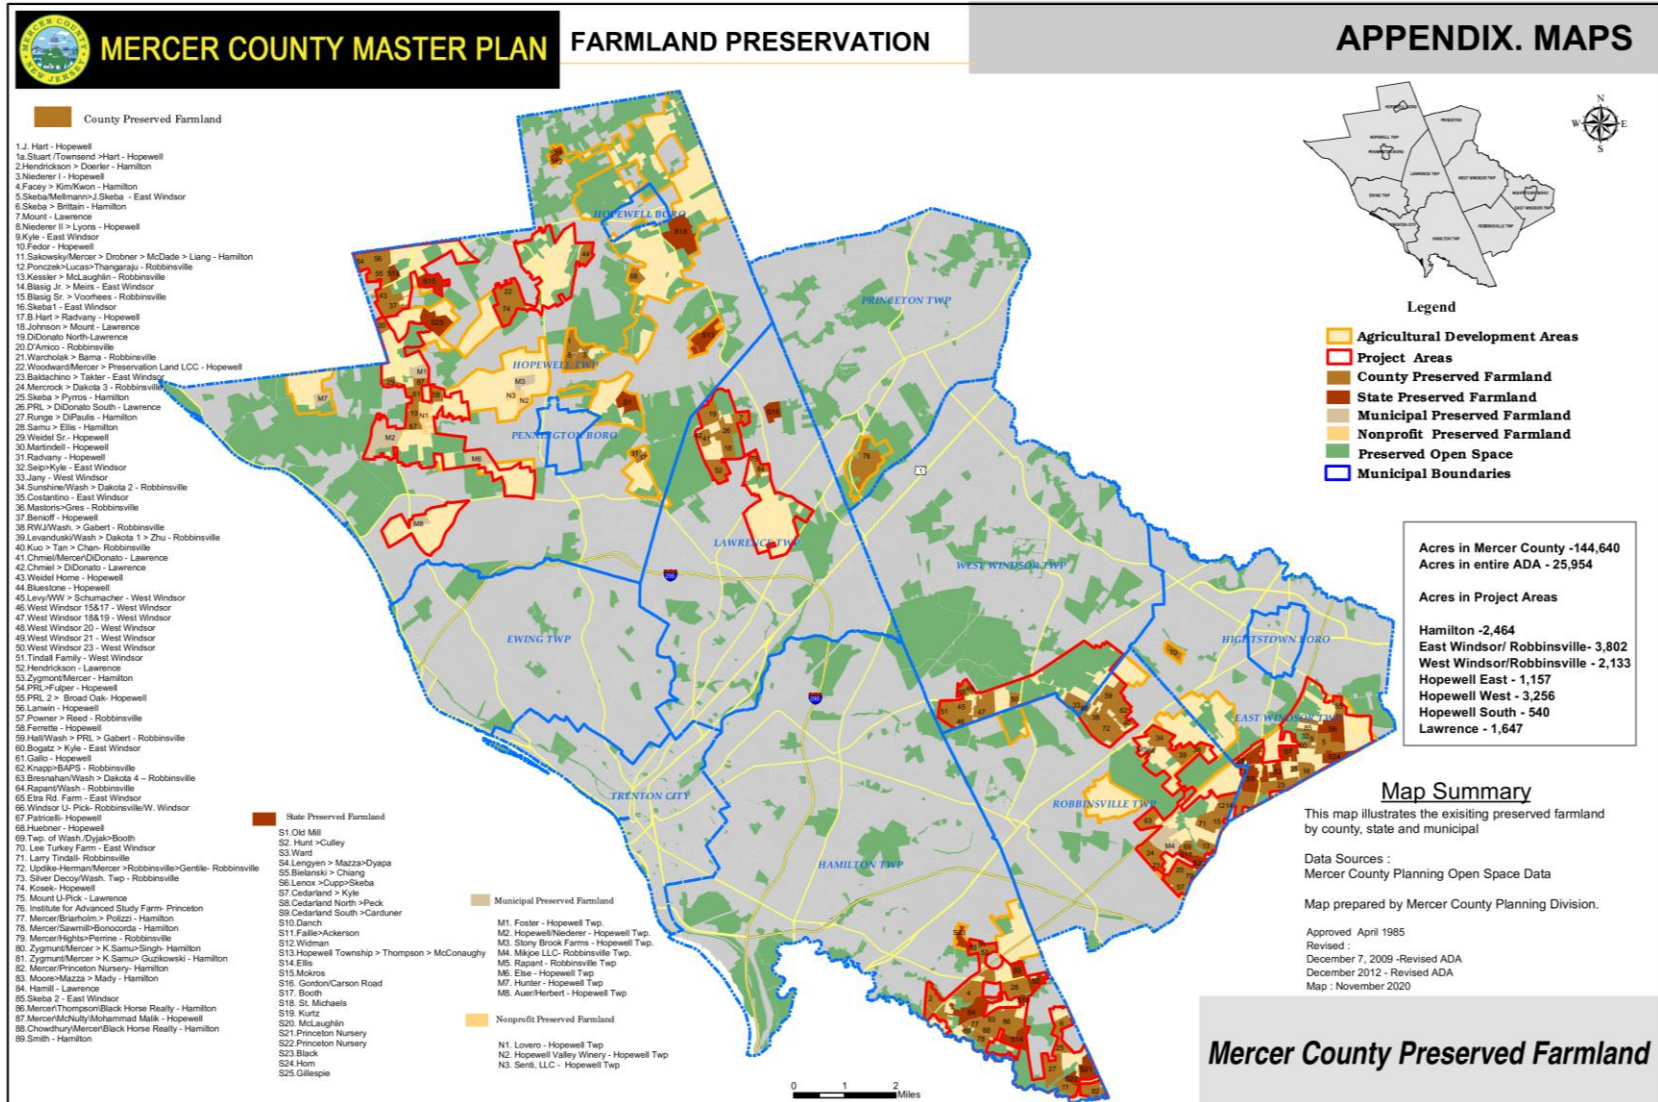 MERCER COUNTY
NEW JERSEY
MERCER COUNTY MASTER PLAN
FARMLAND PRESERVATION
APPENDIX. MAPS
County Preserved Farmland
1.J. Hart - Hopewell
1a.Stuart /Townsend >Hart - Hopewell
2.Hendrickson > Doerler - Hamilton
3.Niederer I - Hopewell
4.Facey > Kim/Kwon - Hamilton
5.Skeba/Mellmann>J.Skeba - East Windsor
6.Skeba > Brittain - Hamilton
7.Mount - Lawrence
8.Niederer II > Lyons - Hopewell
9.Kyle - East Windsor
10.Fedor - Hopewell
11.Sakowsky/Mercer > Drobner > McDade > Liang - Hamilton
12.Ponczek>Lucas>Thangaraju - Robbinsville
13.Kessler > McLaughlin - Robbinsville
14.Blasig Jr. > Meirs - East Windsor
15.Blasig Sr. > Voorhees - Robbinsville
16.Skeba1 - East Windsor
17.B.Hart > Radvany - Hopewell
18.Johnson > Mount - Lawrence
19.DiDonato North-Lawrence
20.D'Amico - Robbinsville
21.Warcholak > Bama - Robbinsville
22.Woodward/Mercer > Preservation Land LCC - Hopewell
23.Baldachino > Takter - East Windsor
24.Mercrock > Dakota 3 - Robbinsville
25.Skeba > Pyrros - Hamilton
26.PRL > DiDonato South - Lawrence
27.Runge > DiPaulis - Hamilton
28.Samu > Ellis - Hamilton
29.Weidel Sr.- Hopewell
30.Martindell - Hopewell
31.Radvany - Hopewell
32.Seip>Kyle - East Windsor
33.Jany - West Windsor
34.Sunshine/Wash > Dakota 2 - Robbinsville
35.Costantino - East Windsor
36.Mastoris>Gres - Robbinsville
37.Benioff - Hopewell
38.RWJ/Wash. > Gabert - Robbinsville
39.Levanduski/Wash > Dakota 1 > Zhu - Robbinsville
40.Kuo > Tan > Chan- Robbinsville
41.Chmiel/Mercer\DiDonato - Lawrence
42.Chmiel > DiDonato - Lawrence
43.Weidel Home - Hopewell
44.Bluestone - Hopewell
45.Levy/WW > Schumacher - West Windsor
46.West Windsor 15&17 - West Windsor
47.West Windsor 18&19 - West Windsor
48.West Windsor 20 - West Windsor
49.West Windsor 21 - West Windsor
50.West Windsor 23 - West Windsor
51.Tindall Family - West Windsor
52.Hendrickson - Lawrence
53.Zygmont/Mercer - Hamilton
54.PRL>Fulper - Hopewell
55.PRL 2 > Broad Oak- Hopewell
56.Lanwin - Hopewell
57.Powner > Reed - Robbinsville
58.Ferrette - Hopewell
59.Hall/Wash > PRL > Gabert - Robbinsville
60.Bogatz > Kyle - East Windsor
61.Gallo - Hopewell
62.Knapp>BAPS - Robbinsville
63.Bresnahan/Wash > Dakota 4 – Robbinsville
64.Rapant/Wash - Robbinsville
65.Etra Rd. Farm - East Windsor
66.Windsor U- Pick- Robbinsville/W. Windsor
67.Patricelli- Hopewell
68.Huebner - Hopewell
69.Twp. of Wash./Dyjak>Booth
70. Lee Turkey Farm - East Windsor
71. Larry Tindall- Robbinsville
72. Updike-Herman/Mercer >Robbinsville>Gentile- Robbinsville
73. Silver Decoy/Wash. Twp - Robbinsville
74. Kosek- Hopewell
75. Mount U-Pick - Lawrence
76. Institute for Advanced Study Farm- Princeton
77. Mercer/Briarholm.> Polizzi - Hamilton
78. Mercer/Sawmill>Bonocorda - Hamilton
79. Mercer/Hights>Perrine - Robbinsville
80. Zygmunt/Mercer > K.Samu>Singh- Hamilton
81. Zygmunt/Mercer > K.Samu> Guzikowski - Hamilton
82. Mercer/Princeton Nursery- Hamilton
83. Moore>Mazza > Mady - Hamilton
84. Hamill - Lawrence
85.Skeba 2 - East Windsor
86.Mercer\Thompson\Black Horse Realty - Hamilton
87.Mercer\McNulty\Mohammad Malik - Hopewell
88.Chowdhury\Mercer\Black Horse Realty - Hamilton
89.Smith - Hamilton
State Preserved Farmland
S1.Old Mill
S2. Hunt >Culley
S3.Ward
S4.Lengyen > Mazza>Dyapa
S5.Bielanski > Chiang
S6.Lenox >Cupp>Skeba
S7.Cedarland > Kyle
S8.Cedarland North >Peck
S9.Cedarland South >Carduner
S10.Danch
S11.Faille>Ackerson
S12.Widman
S13.Hopewell Township > Thompson > McConaughy
S14.Ellis
S15.Mokros
S16. Gordon/Carson Road
S17. Booth
S18. St. Michaels
S19. Kurtz
S20. McLaughlin
S21.Princeton Nursery
S22.Princeton Nursery
S23.Black
S24.Horn
S25.Gillespie
Municipal Preserved Farmland
M1. Foster - Hopewell Twp.
M2. Hopewell/Niederer - Hopewell Twp.
M3. Stony Brook Farms - Hopewell Twp.
M4. Mikjoe LLC- Robbinsville Twp.
M5. Rapant - Robbinsville Twp
M6. Else - Hopewell Twp
M7. Hunter - Hopewell Twp
M8. Auer/Herbert - Hopewell Twp
Nonprofit Preserved Farmland
N1. Lovero - Hopewell Twp
N2. Hopewell Valley Winery - Hopewell Twp
N3. Senti, LLC - Hopewell Twp
HOPEWELL BORO
PRINCETON TWP
HOPEWELL TWP
PENNINGTON BORO
LAWRENCE TWP
WEST WINDSOR TWP
EWING TWP
HIGHTSTOWN BORO
EAST WINDSOR TWP
TRENTON CITY
ROBBINSVILLE TWP
HAMILTON TWP
0 1 2
Miles
N
W E
S
Legend
Agricultural Development Areas
Project Areas
County Preserved Farmland
State Preserved Farmland
Municipal Preserved Farmland
Nonprofit Preserved Farmland
Preserved Open Space
Municipal Boundaries
Acres in Mercer County -144,640
Acres in entire ADA - 25,954
Acres in Project Areas
Hamilton -2,464
East Windsor/ Robbinsville- 3,802
West Windsor/Robbinsville - 2,133
Hopewell East - 1,157
Hopewell West - 3,256
Hopewell South - 540
Lawrence - 1,647
Map Summary
This map illustrates the exisiting preserved farmland
by county, state and municipal
Data Sources :
Mercer County Planning Open Space Data
Map prepared by Mercer County Planning Division.
Approved April 1985
Revised :
December 7, 2009 -Revised ADA
December 2012 - Revised ADA
Map : November 2020
Mercer County Preserved Farmland